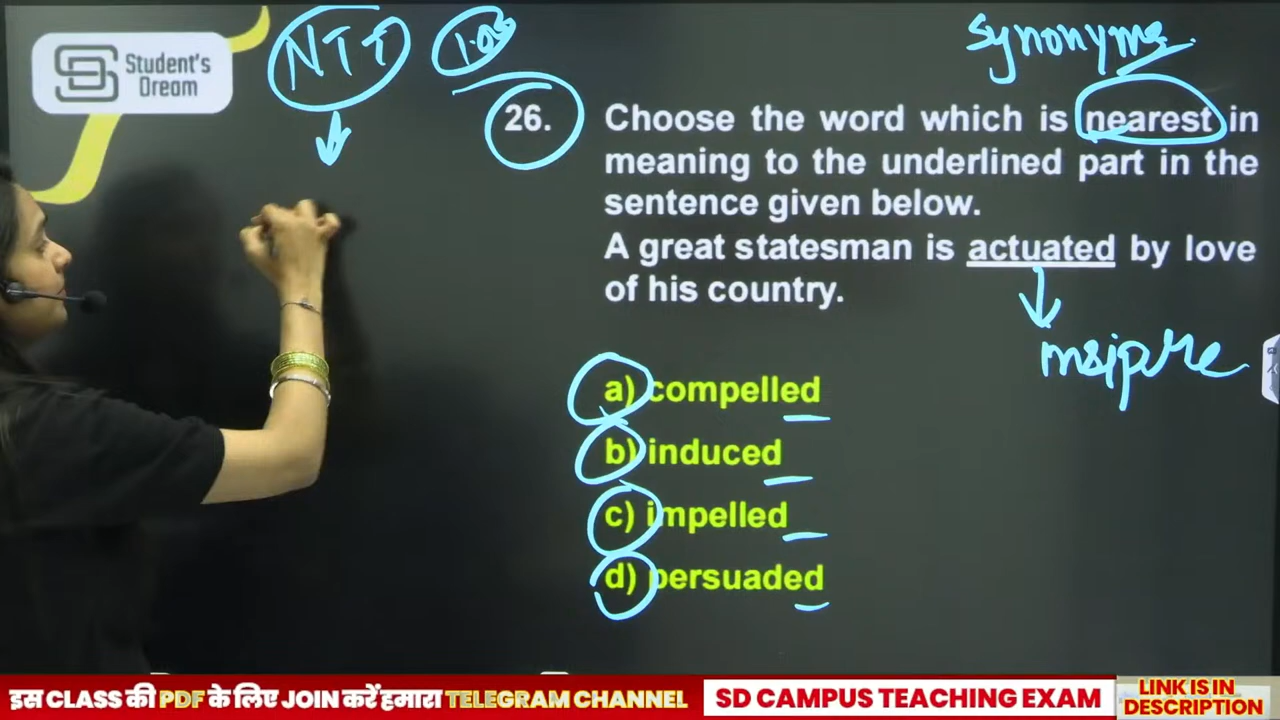 Student's
Dream
NTT
1.05
synonyms
26. Choose the word which is nearest in
meaning to the underlined part in the
sentence given below.
A great statesman is actuated by love
of his country.
insipire
a) compelled
b) induced
c) impelled
d) persuaded
इस CLASS की PDF के लिए JOIN करें हमारा TELEGRAM CHANNEL
SD CAMPUS TEACHING EXAM
LINK IS IN
DESCRIPTION